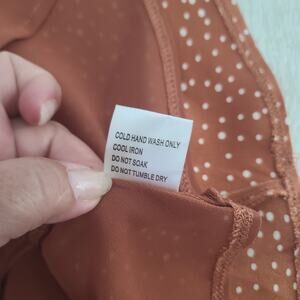 COLD HAND WASH ONLY
COOL IRON
DO NOT SOAK
DO NOT TUMBLE DRY